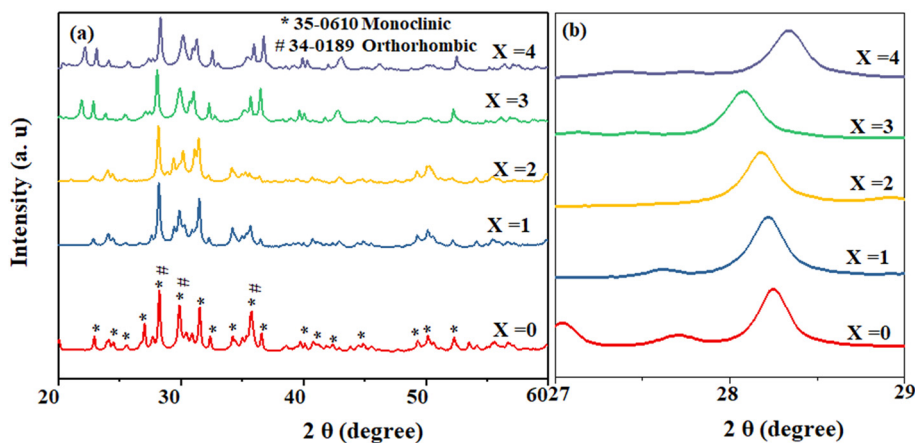 (a)
* 35-0610 Monoclinic
# 34-0189 Orthorhombic
X =4
X =3
X =2
X =1
X =0
#
#
#
* * * * * * * * * * * * * * * * * *
Intensity (a. u)
20 30 40 50 60
2 θ (degree)
(b)
X =4
X =3
X =2
X =1
X =0
27 28 29
2 θ (degree)